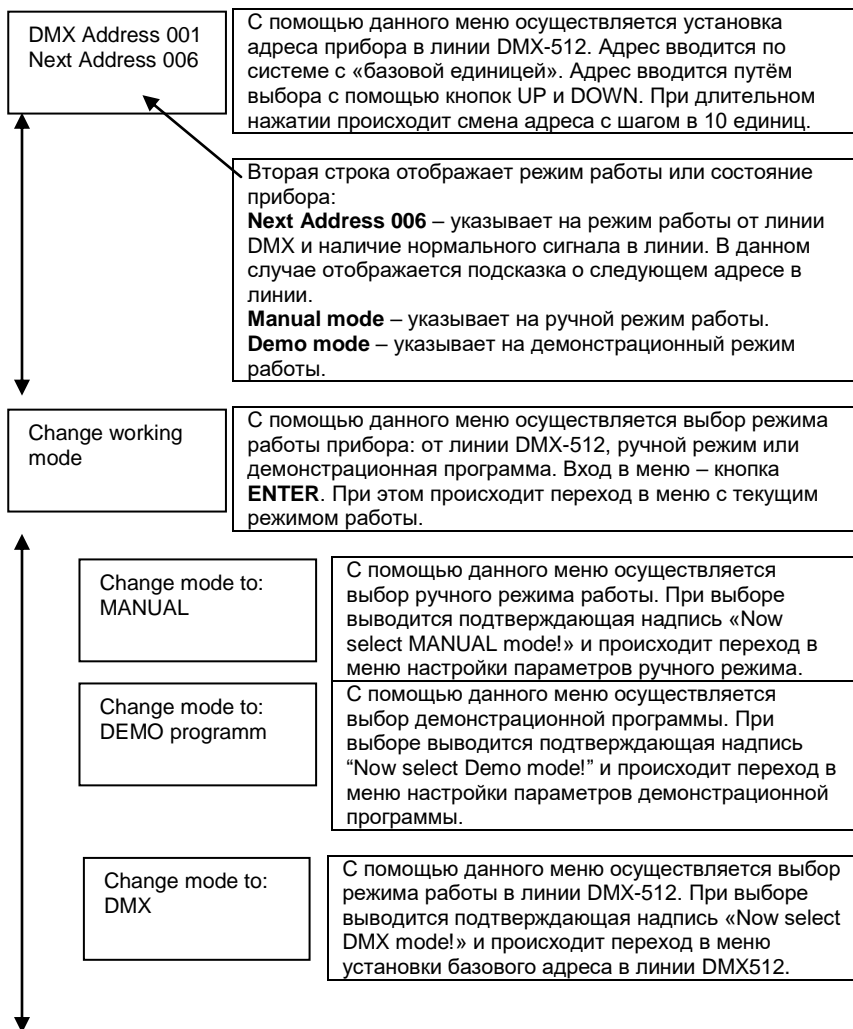 DMX Address 001
Next Address 006
С помощью данного меню осуществляется установка
адреса прибора в линии DMX-512. Адрес вводится по
системе с «базовой единицей». Адрес вводится путём
выбора с помощью кнопок UP и DOWN. При длительном
нажатии происходит смена адреса с шагом в 10 единиц.
Вторая строка отображает режим работы или состояние
прибора:
Next Address 006 – указывает на режим работы от линии
DMX и наличие нормального сигнала в линии. В данном
случае отображается подсказка о следующем адресе в
линии.
Manual mode – указывает на ручной режим работы.
Demo mode – указывает на демонстрационный режим
работы.
Change working
mode
С помощью данного меню осуществляется выбор режима
работы прибора: от линии DMX-512, ручной режим или
демонстрационная программа. Вход в меню – кнопка
ENTER. При этом происходит переход в меню с текущим
режимом работы.
Change mode to:
MANUAL
С помощью данного меню осуществляется
выбор ручного режима работы. При выборе
выводится подтверждающая надпись «Now
select MANUAL mode!» и происходит переход в
меню настройки параметров ручного режима.
Change mode to:
DEMO programm
С помощью данного меню осуществляется
выбор демонстрационной программы. При
выборе выводится подтверждающая надпись
“Now select Demo mode!” и происходит переход в
меню настройки параметров демонстрационной
программы.
Change mode to:
DMX
С помощью данного меню осуществляется выбор
режима работы в линии DMX-512. При выборе
выводится подтверждающая надпись «Now select
DMX mode!» и происходит переход в меню
установки базового адреса в линии DMX512.